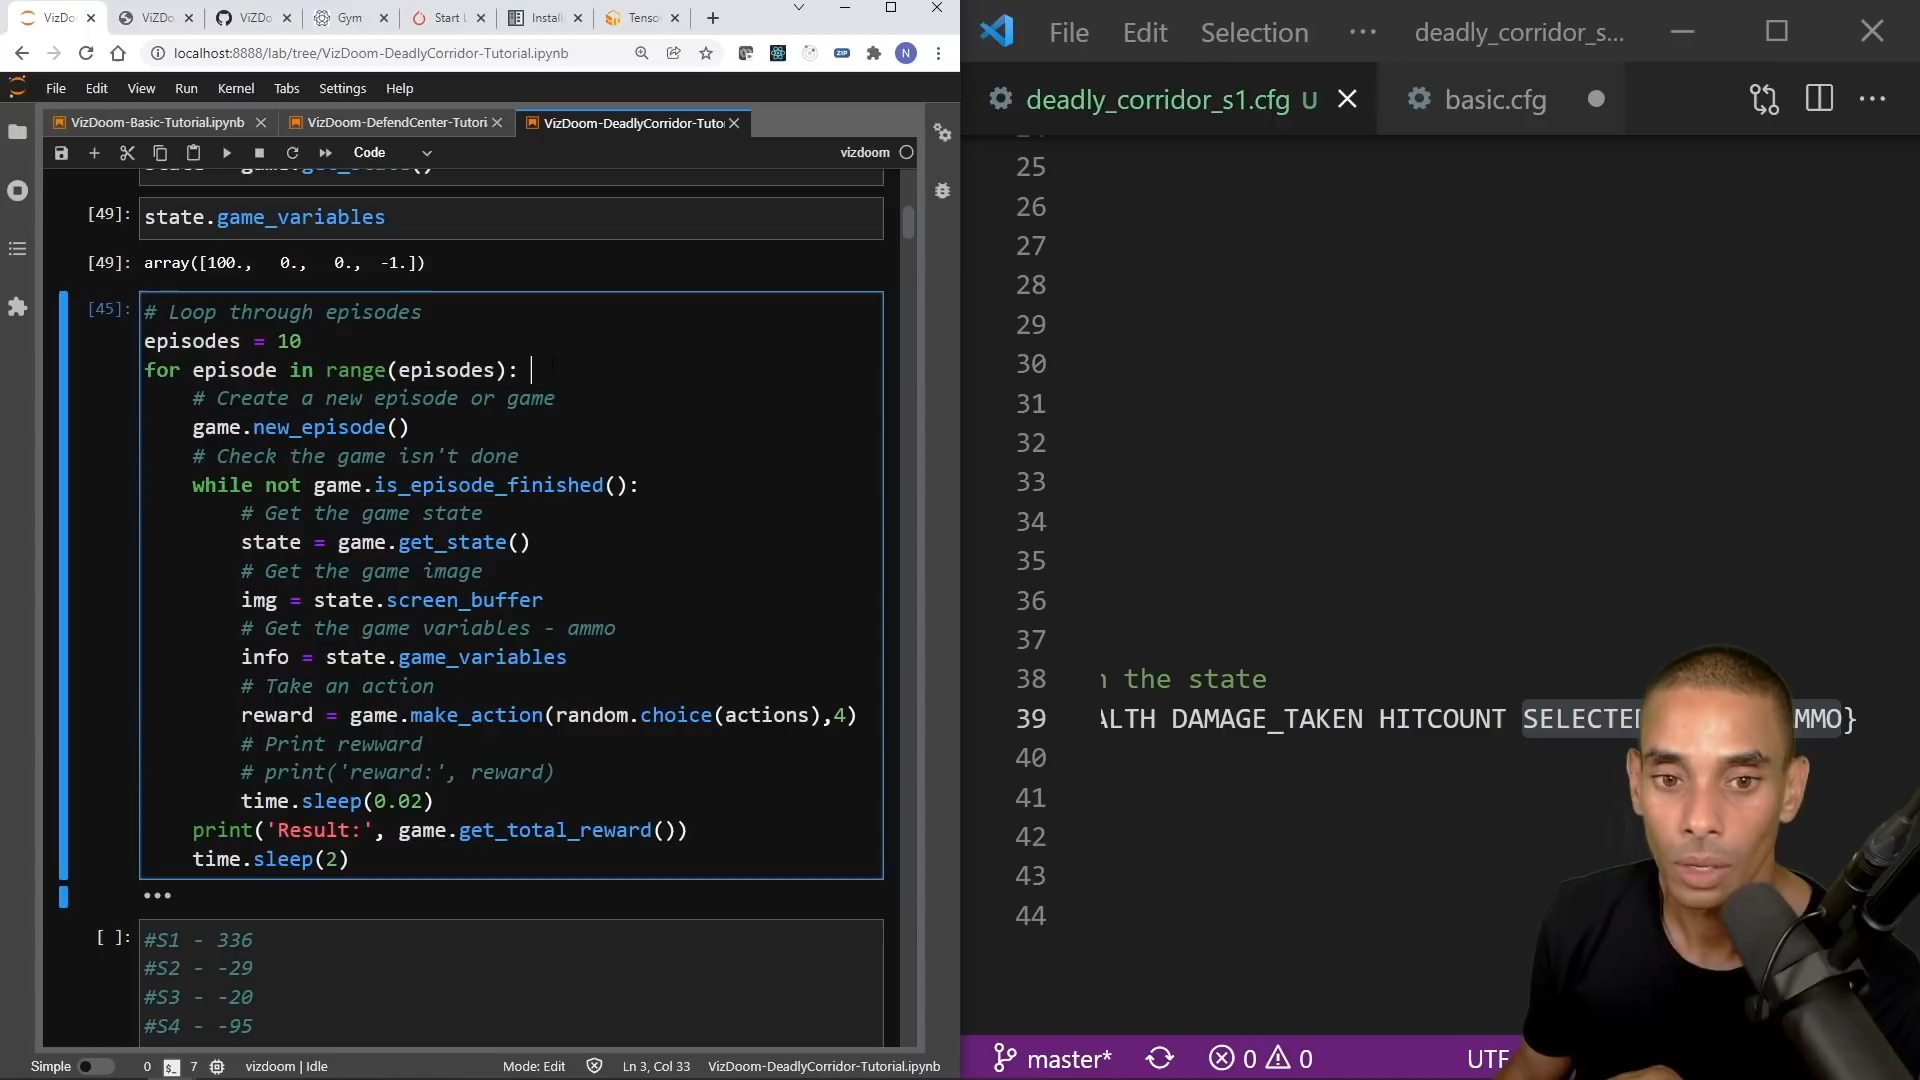 VizDo
VizDO
VizDo
Gym
Start L
Install
Tenso
localhost:8888/lab/tree/VizDoom-DeadlyCorridor-Tutorial.ipynb
ZIP
N
File Edit View Run Kernel Tabs Settings Help
VizDoom-Basic-Tutorial.ipynb
VizDoom-DefendCenter-Tutori
VizDoom-DeadlyCorridor-Tuto
Code
vizdoom
[49]: state.game_variables
[49]: array([100., 0., 0., -1.])
[45]: # Loop through episodes
episodes = 10
for episode in range(episodes):
# Create a new episode or game
game.new_episode()
# Check the game isn't done
while not game.is_episode_finished():
# Get the game state
state = game.get_state()
# Get the game image
img = state.screen_buffer
# Get the game variables - ammo
info = state.game_variables
# Take an action
reward = game.make_action(random.choice(actions),4)
# Print rewward
# print('reward:', reward)
time.sleep(0.02)
print('Result:', game.get_total_reward())
time.sleep(2)
[ ]: #S1 - 336
#S2 - -29
#S3 - -20
#S4 - -95
Simple 0 7 vizdoom | Idle Mode: Edit Ln 3, Col 33 VizDoom-DeadlyCorridor-Tutorial.ipynb
File Edit Selection ··· deadly_corridor_s...
deadly_corridor_s1.cfg U
basic.cfg
25
26
27
28
29
30
31
32
33
34
35
36
37
38 the state
39 ALTH DAMAGE_TAKEN HITCOUNT SELECTED MMO}
40
41
42
43
44
master* 0 0 UTF